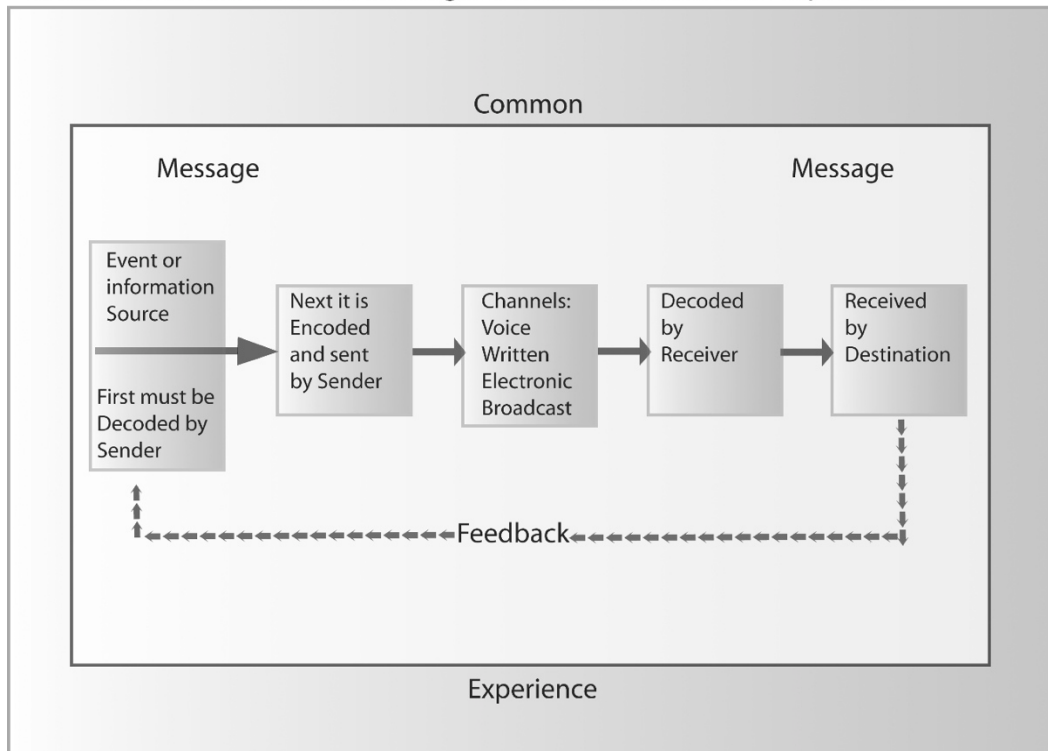 Common
Message
Message
Event or
information
Source
First must be
Decoded by
Sender
Next it is
Encoded
and sent
by Sender
Channels:
Voice
Written
Electronic
Broadcast
Decoded
by
Receiver
Received
by
Destination
Feedback
Experience